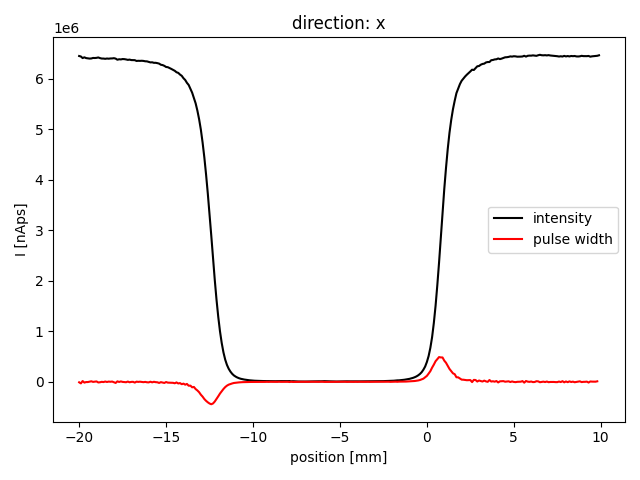 direction: x
1e6
6
5
4
3
2
1
0
I [nAps]
intensity
pulse width
−20 −15 −10 −5 0 5 10
position [mm]